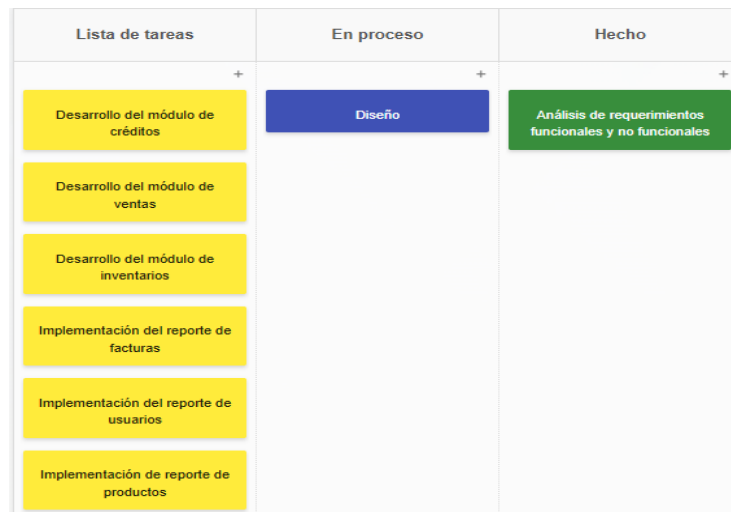 Lista de tareas
En proceso
Hecho
+
+
+
Desarrollo del módulo de
créditos
Desarrollo del módulo de
ventas
Desarrollo del módulo de
inventarios
Implementación del reporte de
facturas
Implementación del reporte de
usuarios
Implementación de reporte de
productos
Diseño
Análisis de requerimientos
funcionales y no funcionales